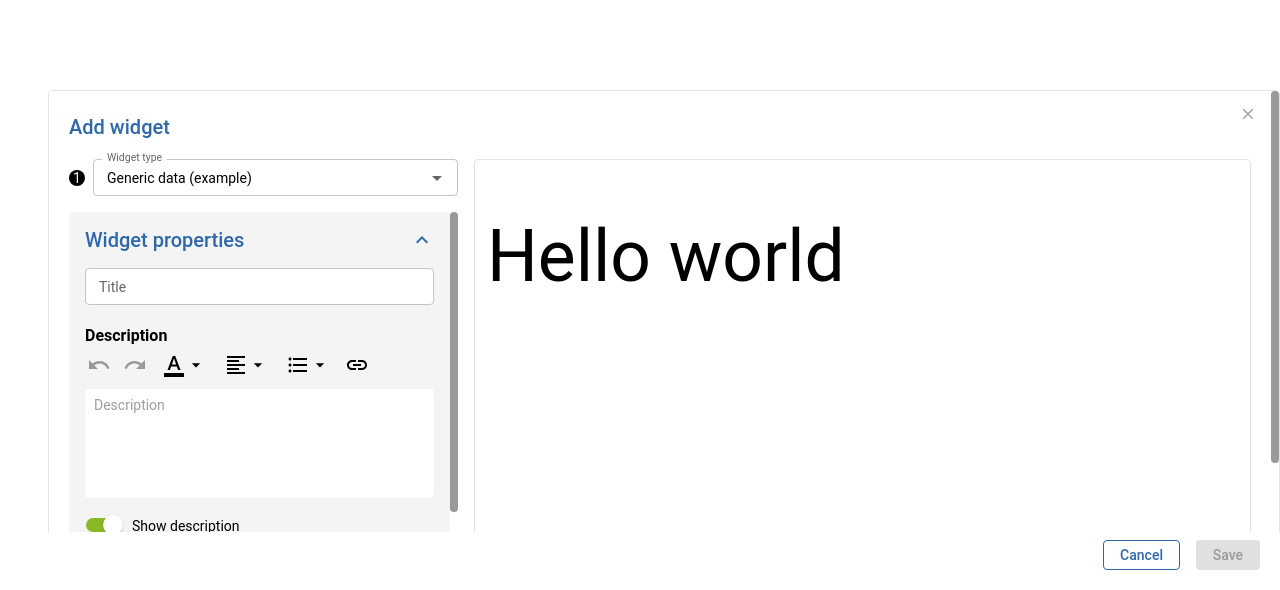 Add widget
Widget type
1
Generic data (example)
Widget properties
Title
Description
A
Description
Show description
Hello world
Cancel
Save